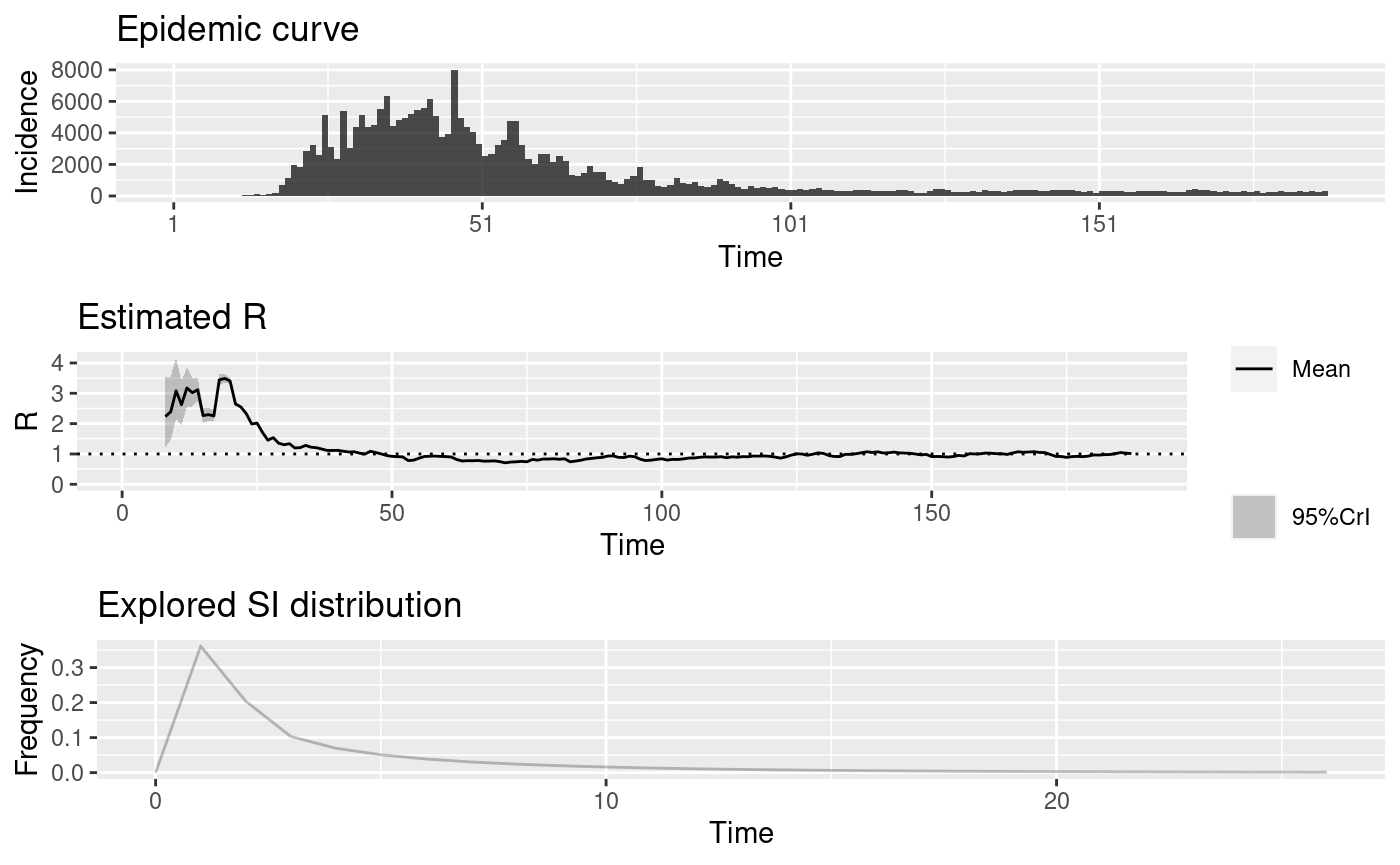 Epidemic curve
Incidence
8000
6000
4000
2000
0
1 51 101 151
Time
Estimated R
R
4
3
2
1
0
0 50 100 150
Time
Mean
95%CrI
Explored SI distribution
Frequency
0.3
0.2
0.1
0.0
0 10 20
Time